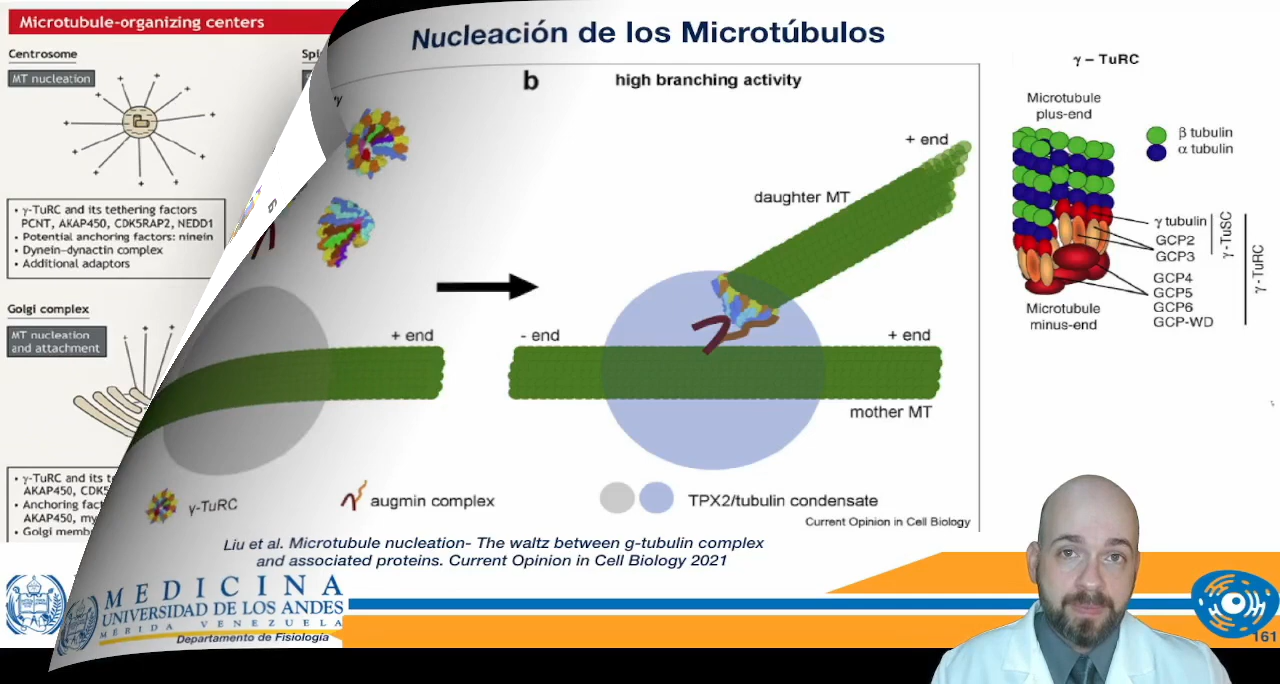 Microtubule-organizing centers
Centrosome
MT nucleation
• γ-TuRC and its tethering factors
PCNT, AKAP450, CDK5RAP2, NEDD1
• Potential anchoring factors: ninein
• Dynein-dynactin complex
• Additional adaptors
Golgi complex
MT nucleation
and attachment
• γ-TuRC and its
AKAP450,
• Anchoring
AKAP450,
• Golgi
Nucleación de los Microtúbulos
b
high branching activity
+ end
daughter MT
+ end
- end
+ end
mother MT
γ-TuRC
augmin complex
TPX2/tubulin condensate
Current Opinion in Cell Biology
Liu et al. Microtubule nucleation- The waltz between g-tubulin complex
and associated proteins. Current Opinion in Cell Biology 2021
γ – TuRC
Microtubule
plus-end
β tubulin
α tubulin
γ tubulin
GCP2
GCP3
γ-TuSC
GCP4
GCP5
GCP6
GCP-WD
γ-TuRC
Microtubule
minus-end
MEDICINA
UNIVERSIDAD DE LOS ANDES
MERIDA VENEZUELA
Departamento de Fisiología
161